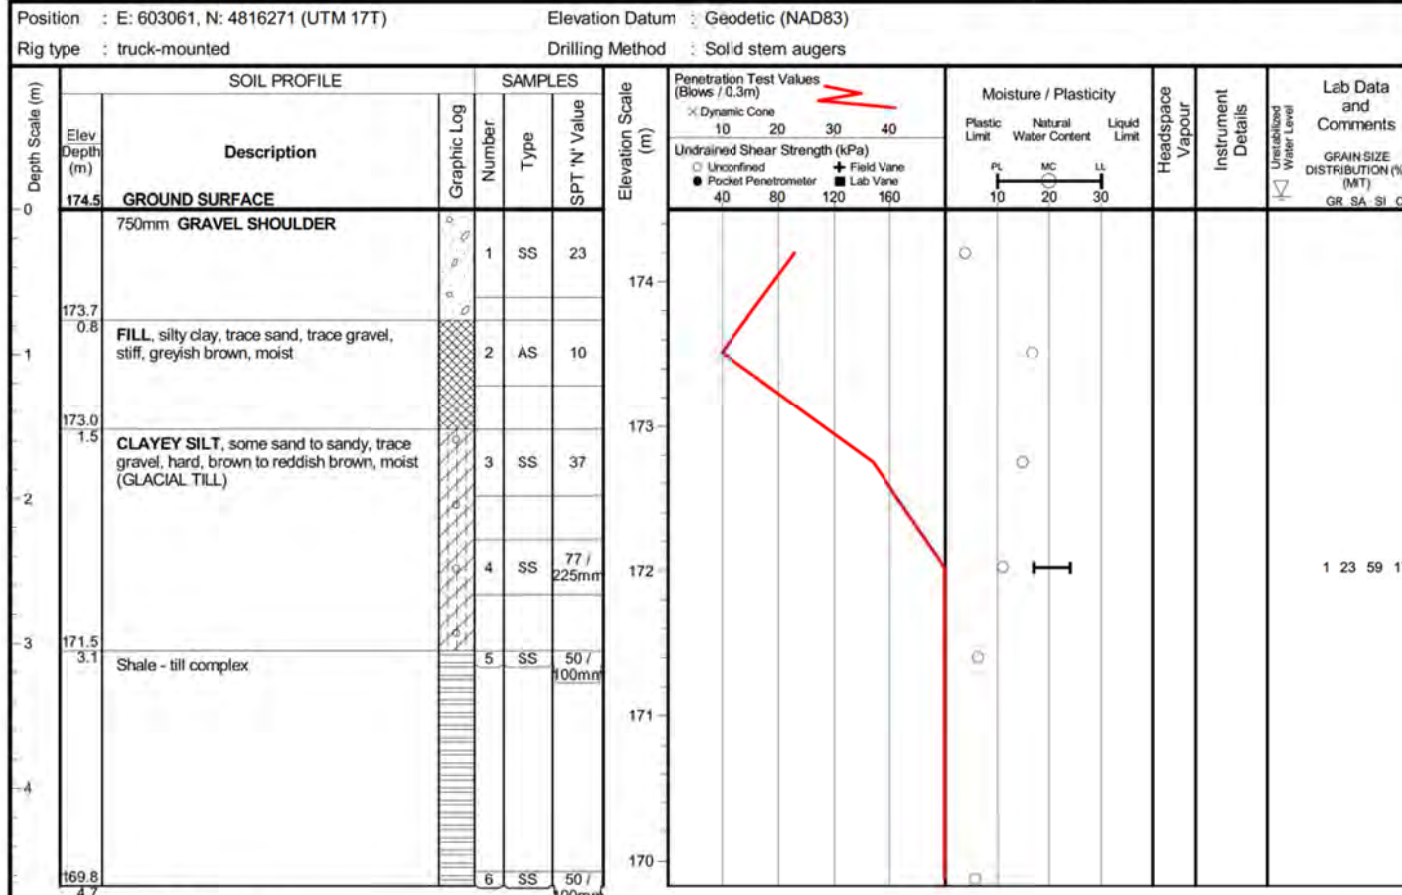 Position : E: 603061, N: 4816271 (UTM 17T) Elevation Datum : Geodetic (NAD83)
Rig type : truck-mounted Drilling Method : Solid stem augers
Depth Scale (m)
SOIL PROFILE
Elev
Depth
(m)
Description
174.5 GROUND SURFACE
Graphic Log
SAMPLES
Number
Type
SPT 'N' Value
Elevation Scale
(m)
Penetration Test Values
(Blows / 0.3m)
× Dynamic Cone
10 20 30 40
Undrained Shear Strength (kPa)
○ Unconfined + Field Vane
● Pocket Penetrometer ■ Lab Vane
40 80 120 160
Moisture / Plasticity
Plastic Natural Liquid
Limit Water Content Limit
PL MC LL
10 20 30
Headspace
Vapour
Instrument
Details
Unstabilized
Water Level
Lab Data
and
Comments
GRAIN SIZE
DISTRIBUTION (%
(MIT)
GR SA SI
0
750mm GRAVEL SHOULDER
1 SS 23
174
173.7
0.8
FILL, silty clay, trace sand, trace gravel,
stiff, greyish brown, moist
1
2 AS 10
173.0
1.5
173
CLAYEY SILT, some sand to sandy, trace
gravel, hard, brown to reddish brown, moist
(GLACIAL TILL)
3 SS 37
2
4 SS 77 /
225mm
172
1 23 59 1
3
171.5
3.1
Shale - till complex
5 SS 50 /
100mm
171
4
170
169.8
4.7
6 SS 50 /
100mm